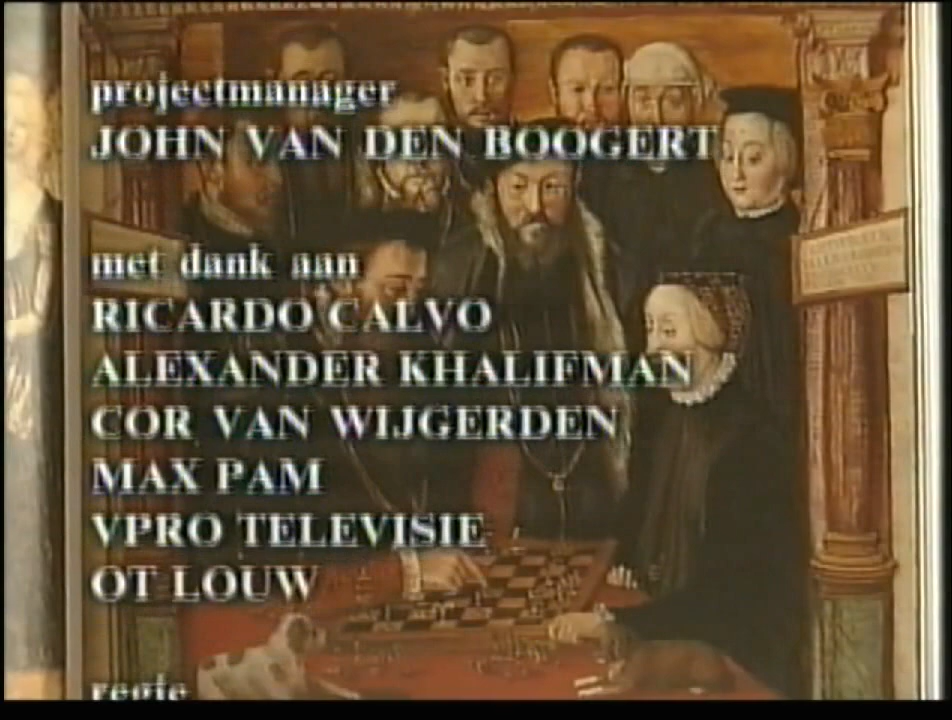 projectmanager
JOHN VAN DEN BOOGERT
met dank aan
RICARDO CALVO
ALEXANDER KHALIFMAN
COR VAN WIJGERDEN
MAX PAM
VPRO TELEVISIE
OT LOUW
regie